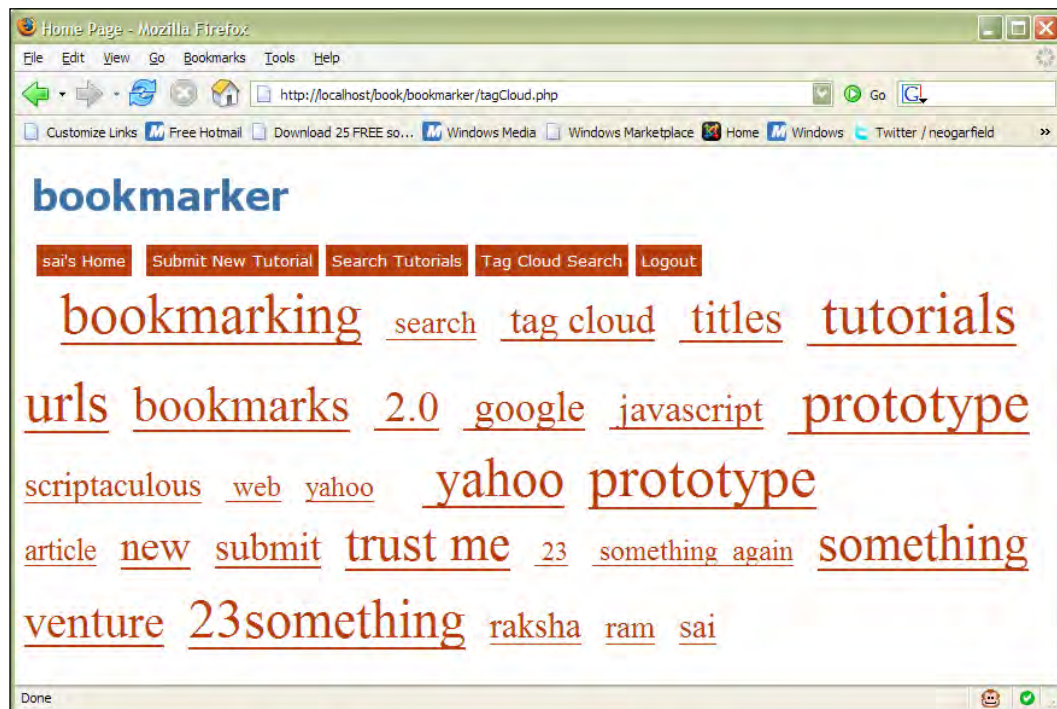 Home Page - Mozilla Firefox
File Edit View Go Bookmarks Tools Help
http://localhost/book/bookmarker/tagCloud.php Go G
Customize Links Free Hotmail Download 25 FREE so... Windows Media Windows Marketplace Home Windows Twitter / neogarfield »
bookmarker
sai's Home Submit New Tutorial Search Tutorials Tag Cloud Search Logout
bookmarking search tag cloud titles tutorials
urls bookmarks 2.0 google javascript prototype
scriptaculous web yahoo yahoo prototype
article new submit trust me 23 something again something
venture 23something raksha ram sai
Done